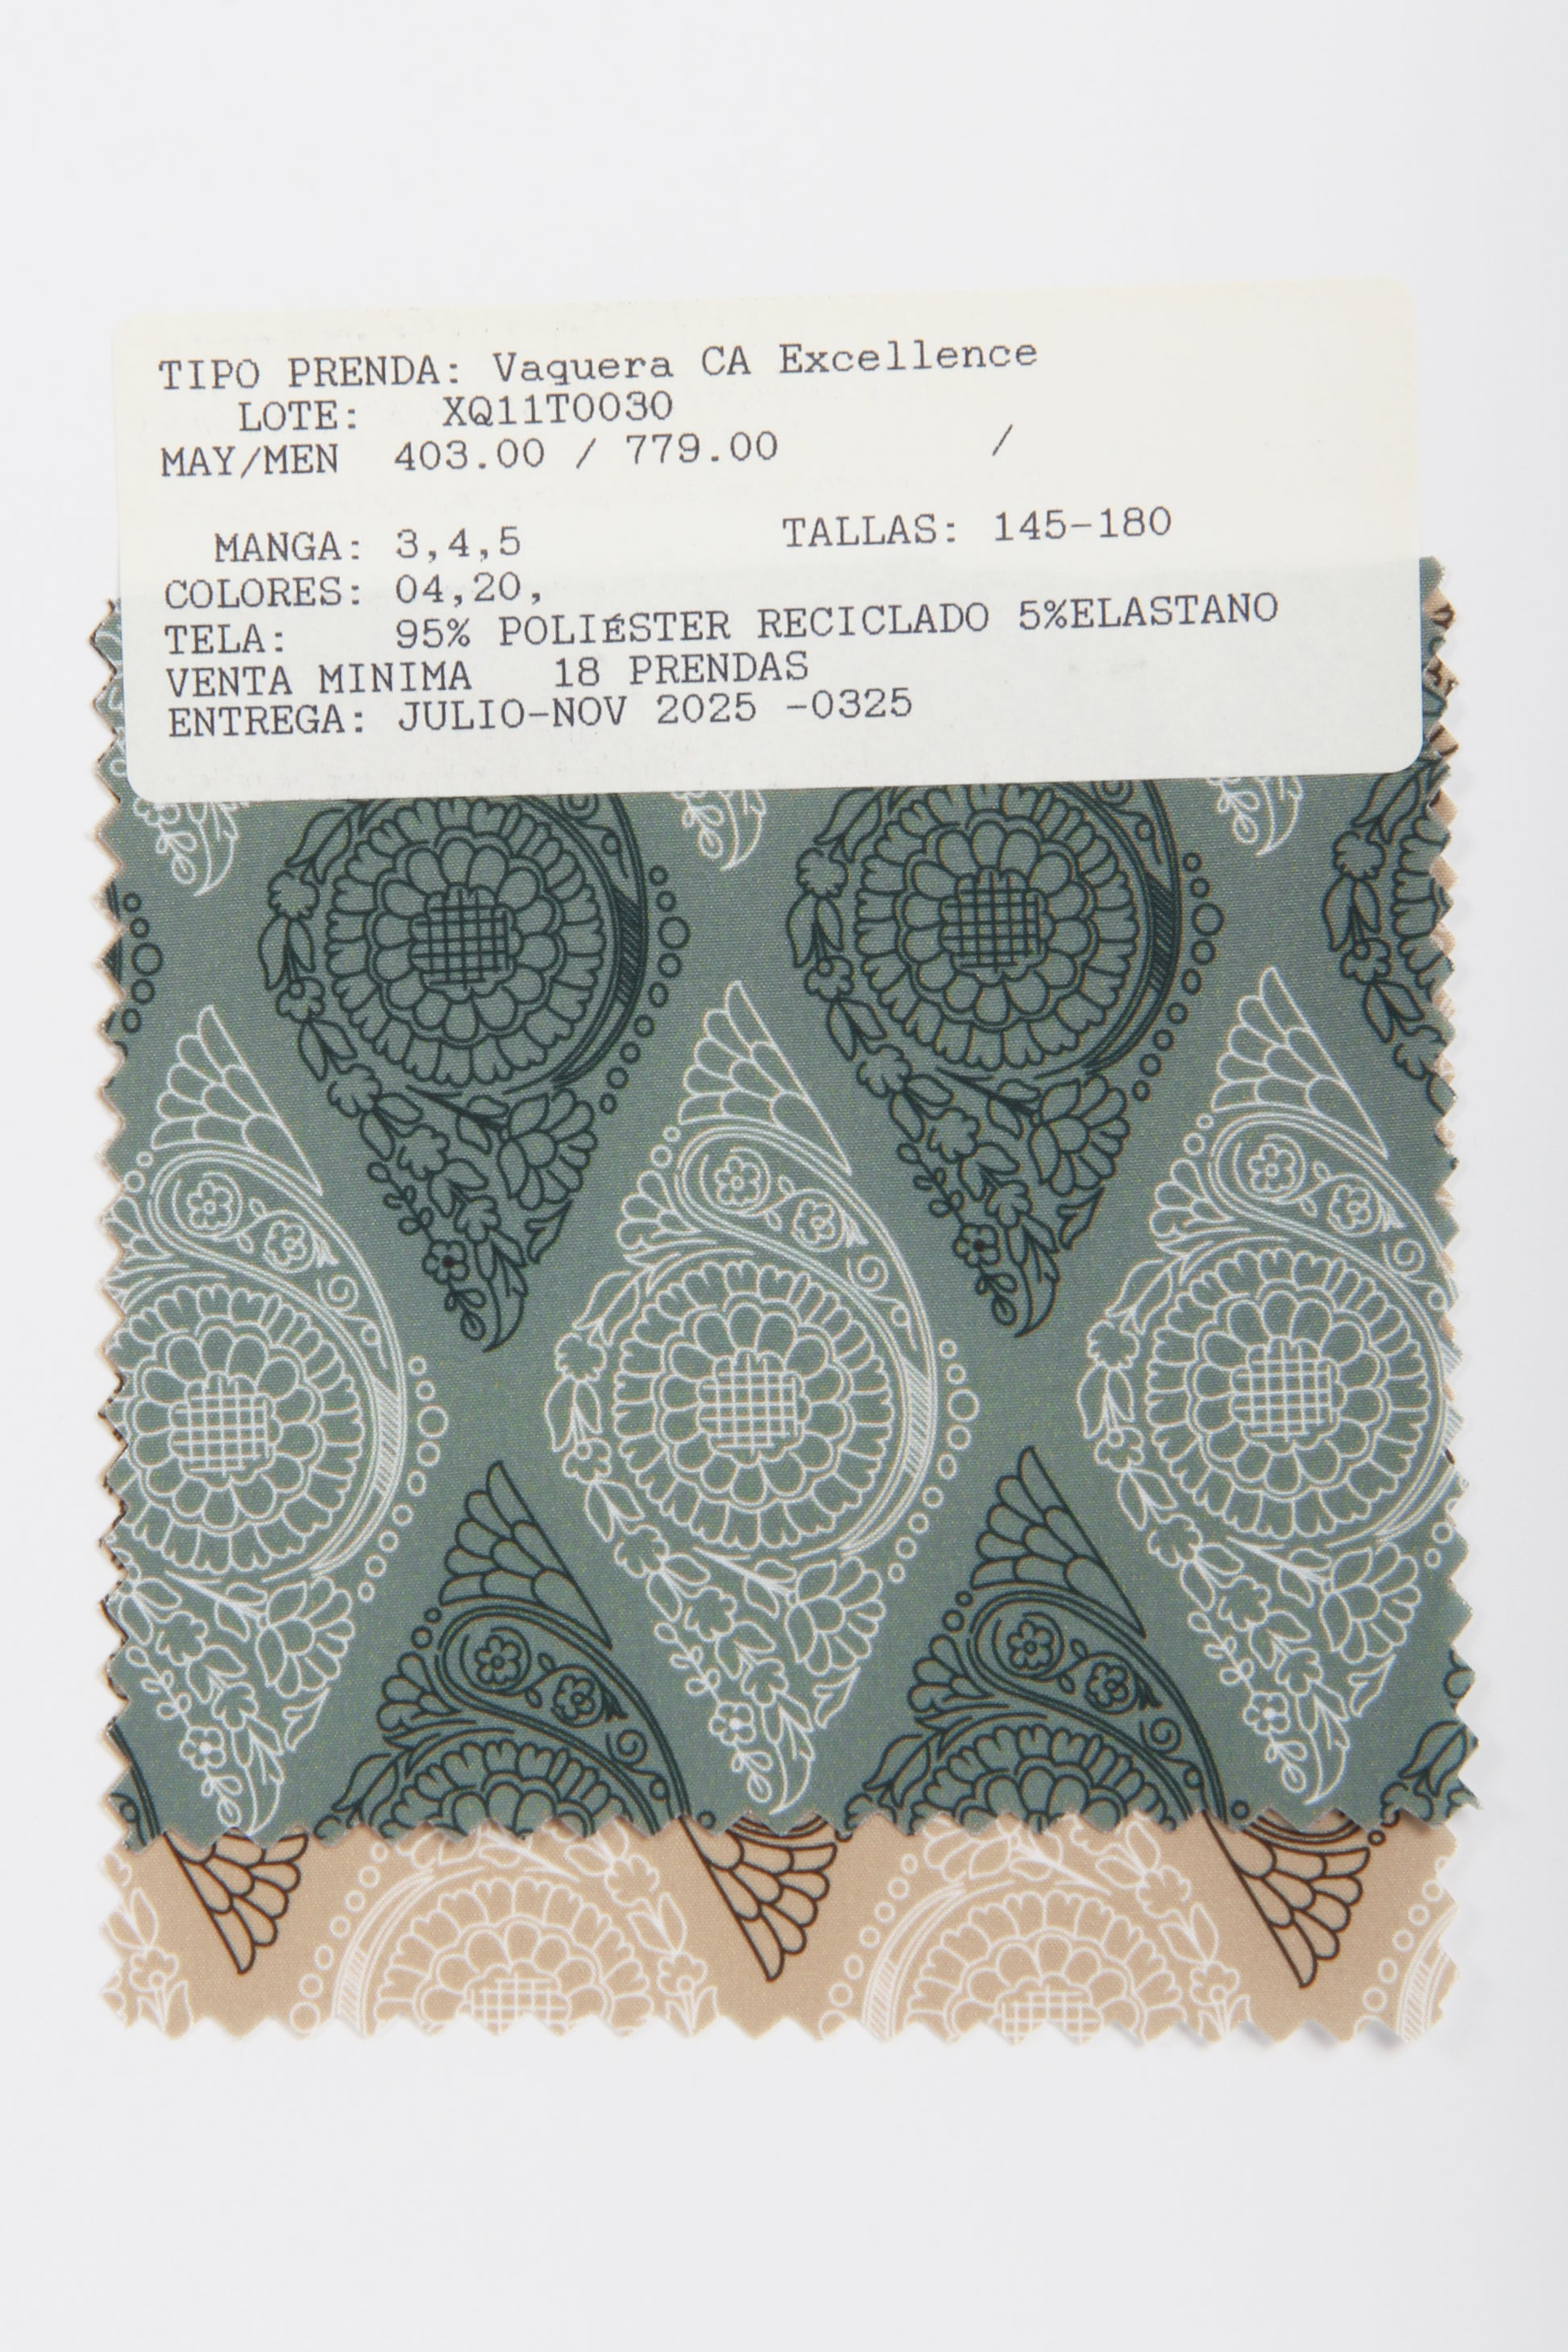 TIPO PRENDA: Vaquera CA Excellence
LOTE: XQ11T0030
MAY/MEN 403.00 / 779.00 /
MANGA: 3,4,5 TALLAS: 145-180
COLORES: 04,20,
TELA: 95% POLIÉSTER RECICLADO 5%ELASTANO
VENTA MINIMA 18 PRENDAS
ENTREGA: JULIO-NOV 2025 -0325